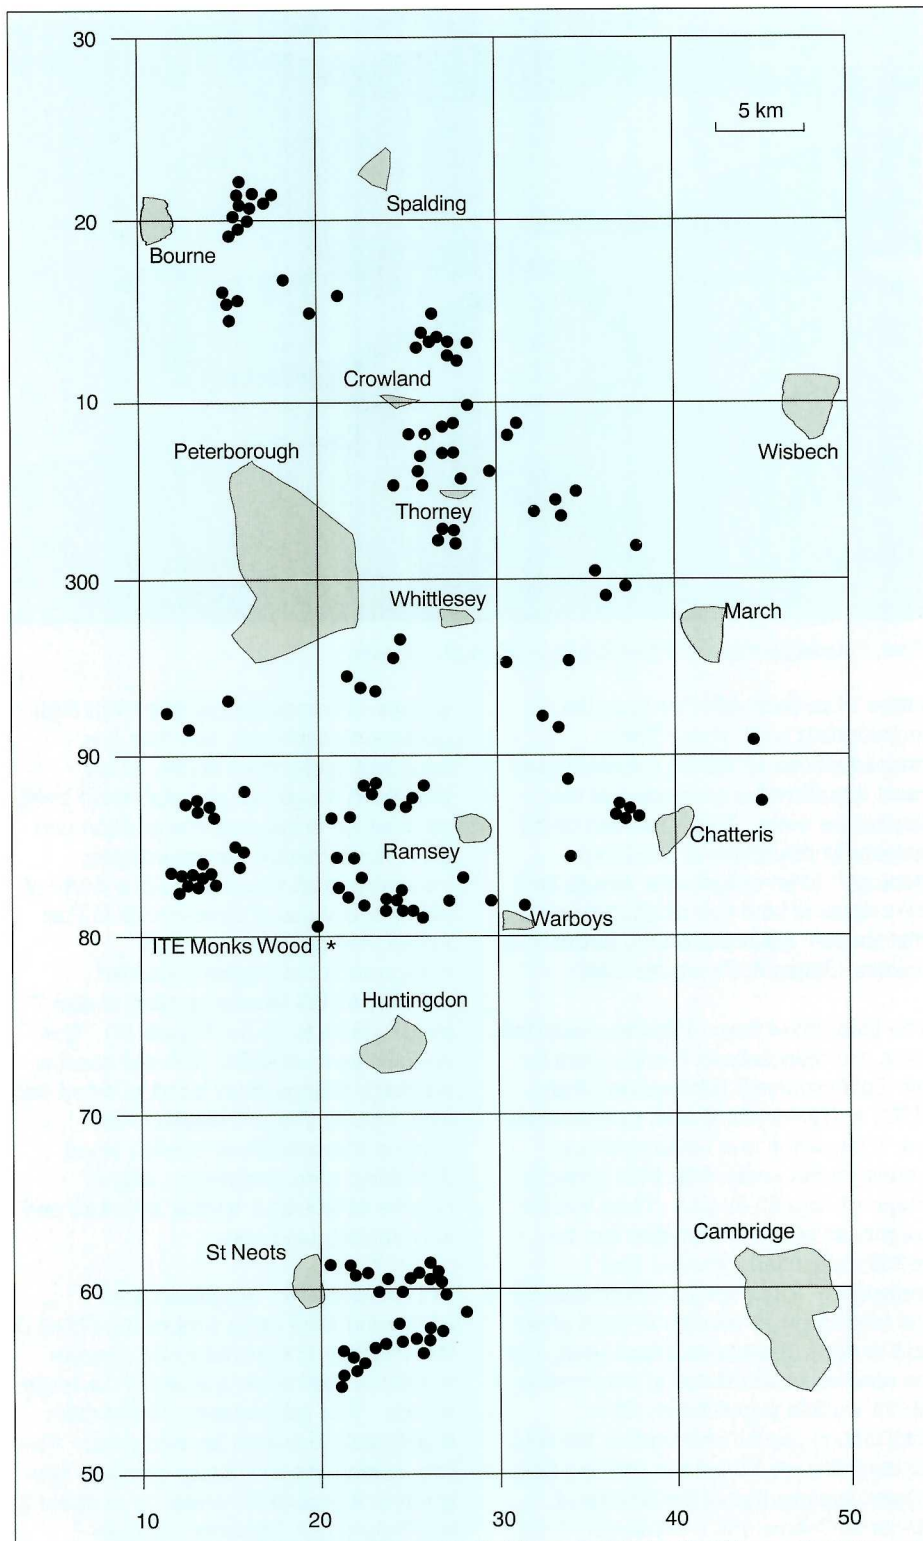 30
5 km
Spalding
20
Bourne
Crowland
10
Peterborough
Wisbech
Thorney
300
Whittlesey
March
90
Chatteris
Ramsey
Warboys
80
ITE Monks Wood *
Huntingdon
70
Cambridge
St Neots
60
50
10 20 30 40 50